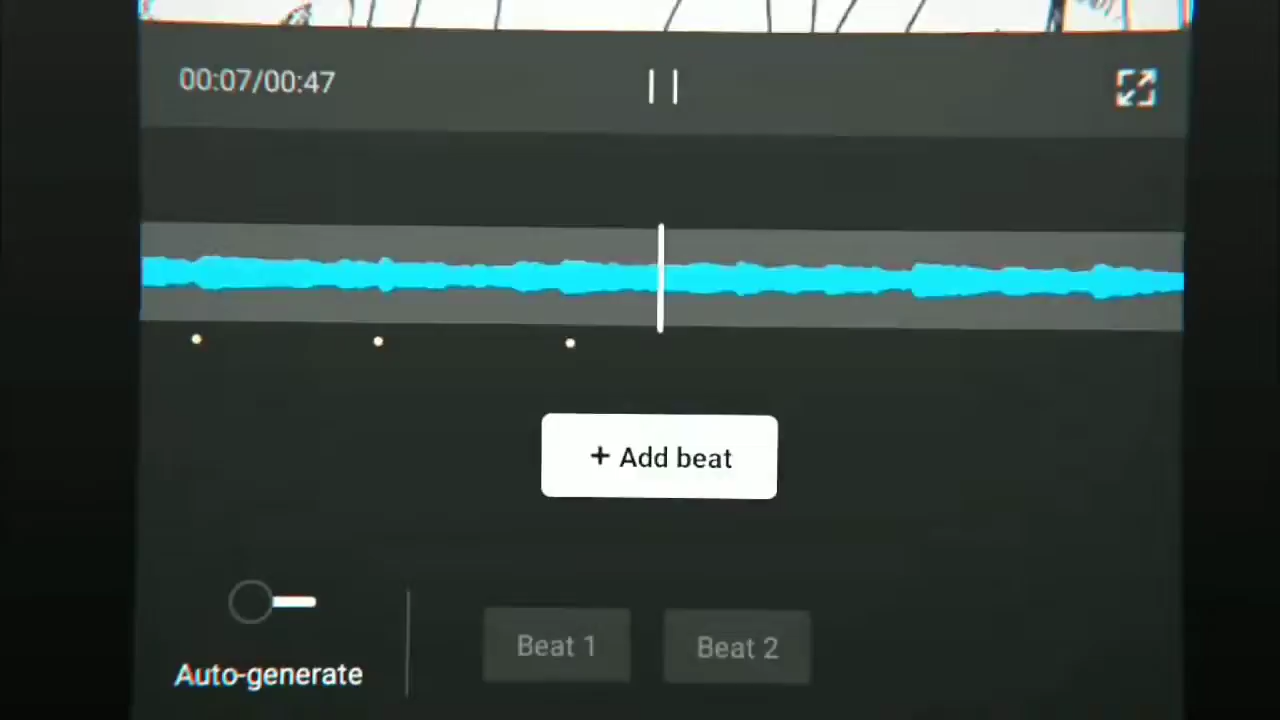 00:07/00:47
+ Add beat
Beat 1
Beat 2
Auto-generate